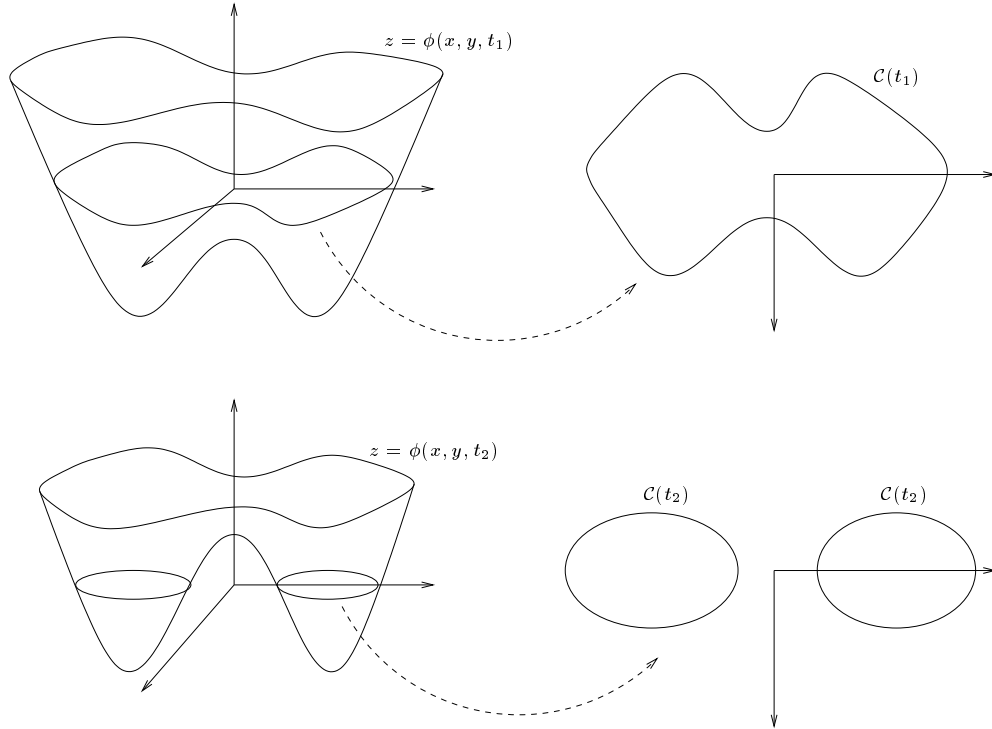 z = ϕ(x, y, t₁)
𝒞(t₁)
z = ϕ(x, y, t₂)
𝒞(t₂)
𝒞(t₂)